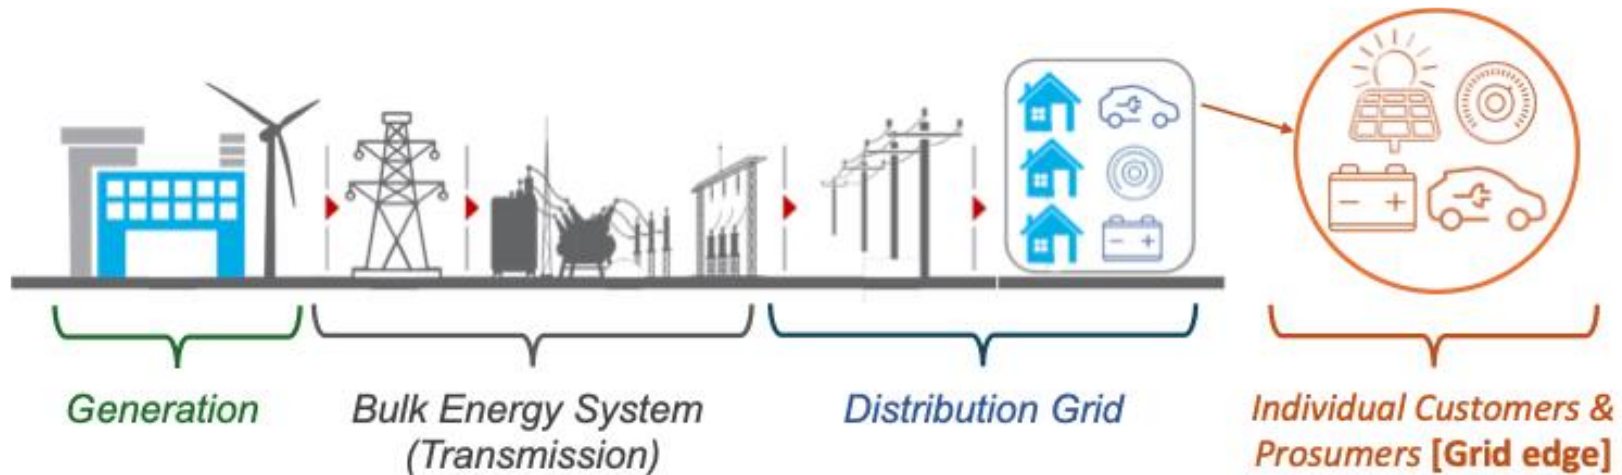 Generation
Bulk Energy System
(Transmission)
Distribution Grid
Individual Customers &
Prosumers [Grid edge]